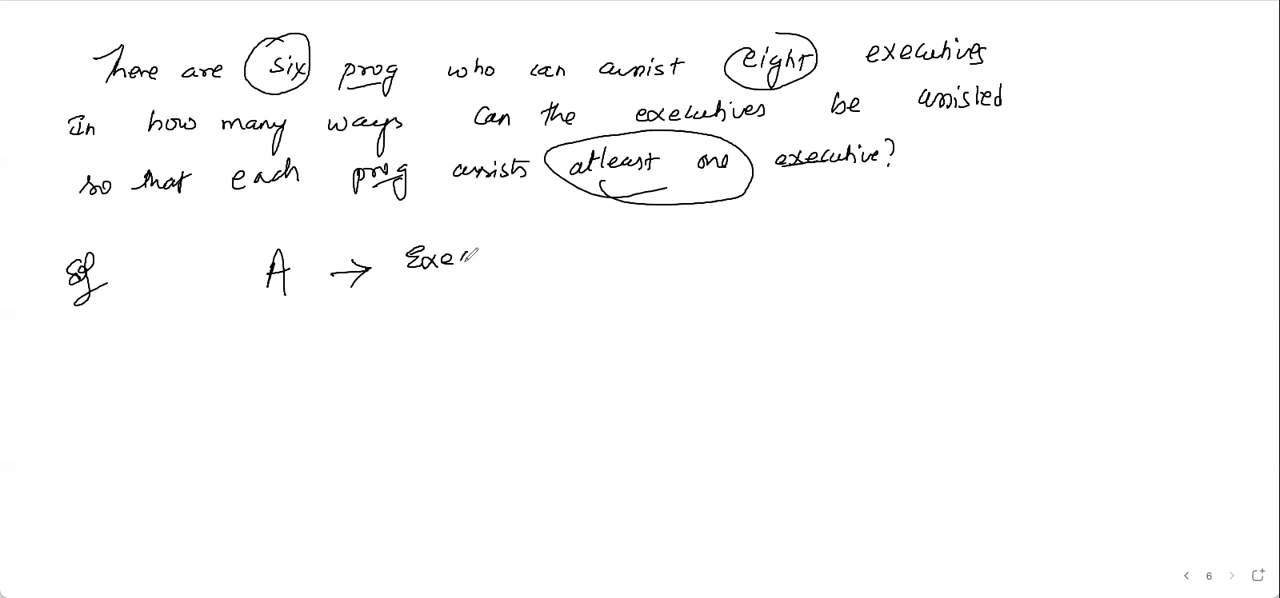 There are six prog who can assist eight executives
In how many ways can the executives be assisted
so that each prog assists atleast one executive?
Sol A → Exe
6